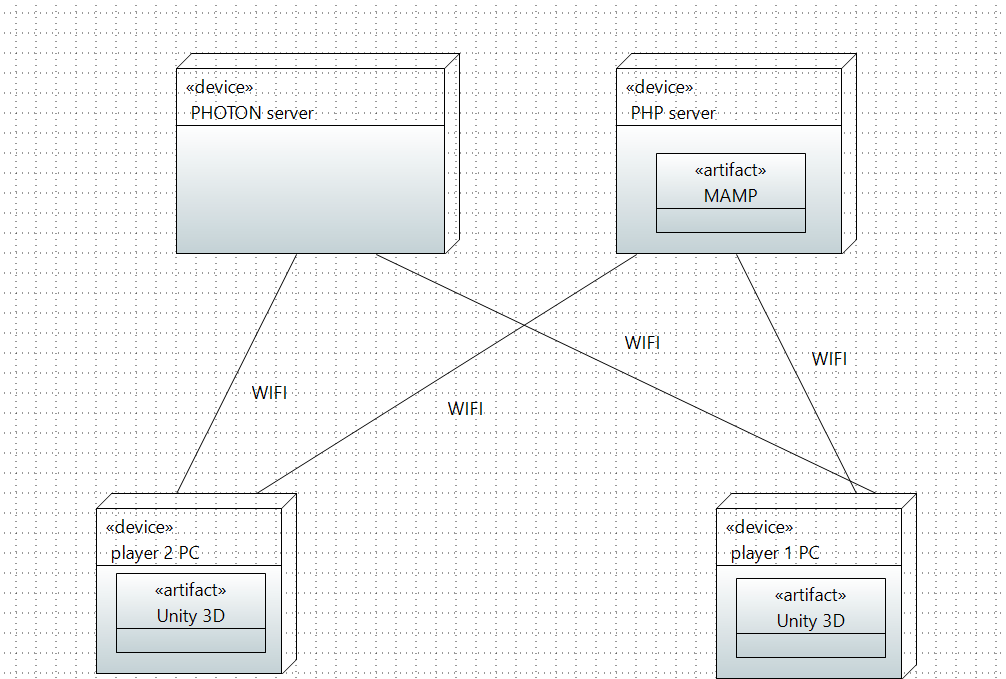 «device»
PHOTON server
«device»
PHP server
«artifact»
MAMP
WIFI
WIFI
WIFI
WIFI
«device»
player 2 PC
«artifact»
Unity 3D
«device»
player 1 PC
«artifact»
Unity 3D